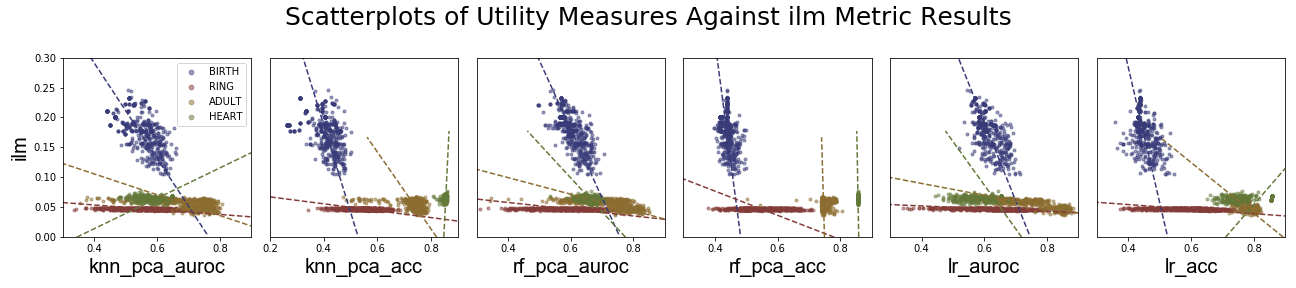 Scatterplots of Utility Measures Against ilm Metric Results
ilm
0.30
0.25
0.20
0.15
0.10
0.05
0.00
BIRTH
RING
ADULT
HEART
0.4 0.6 0.8
knn_pca_auroc
0.2 0.4 0.6 0.8
knn_pca_acc
0.4 0.6 0.8
rf_pca_auroc
0.4 0.6 0.8
rf_pca_acc
0.4 0.6 0.8
lr_auroc
0.4 0.6 0.8
lr_acc